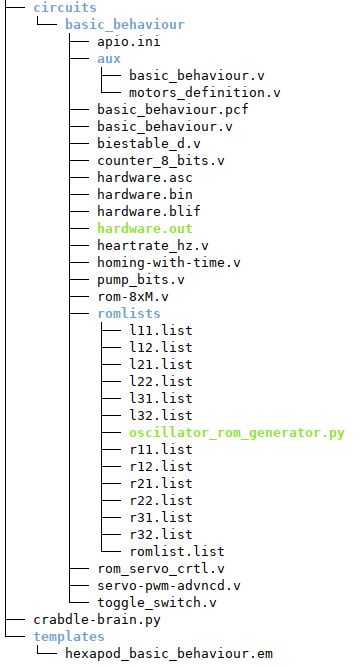 circuits
basic_behaviour
apio.ini
aux
basic_behaviour.v
motors_definition.v
basic_behaviour.pcf
basic_behaviour.v
biestable_d.v
counter_8_bits.v
hardware.asc
hardware.bin
hardware.blif
hardware.out
heartrate_hz.v
homing-with-time.v
pump_bits.v
rom-8xM.v
romlists
l11.list
l12.list
l21.list
l22.list
l31.list
l32.list
oscillator_rom_generator.py
r11.list
r12.list
r21.list
r22.list
r31.list
r32.list
romlist.list
rom_servo_crtl.v
servo-pwm-advncd.v
toggle_switch.v
crabdle-brain.py
templates
hexapod_basic_behaviour.em